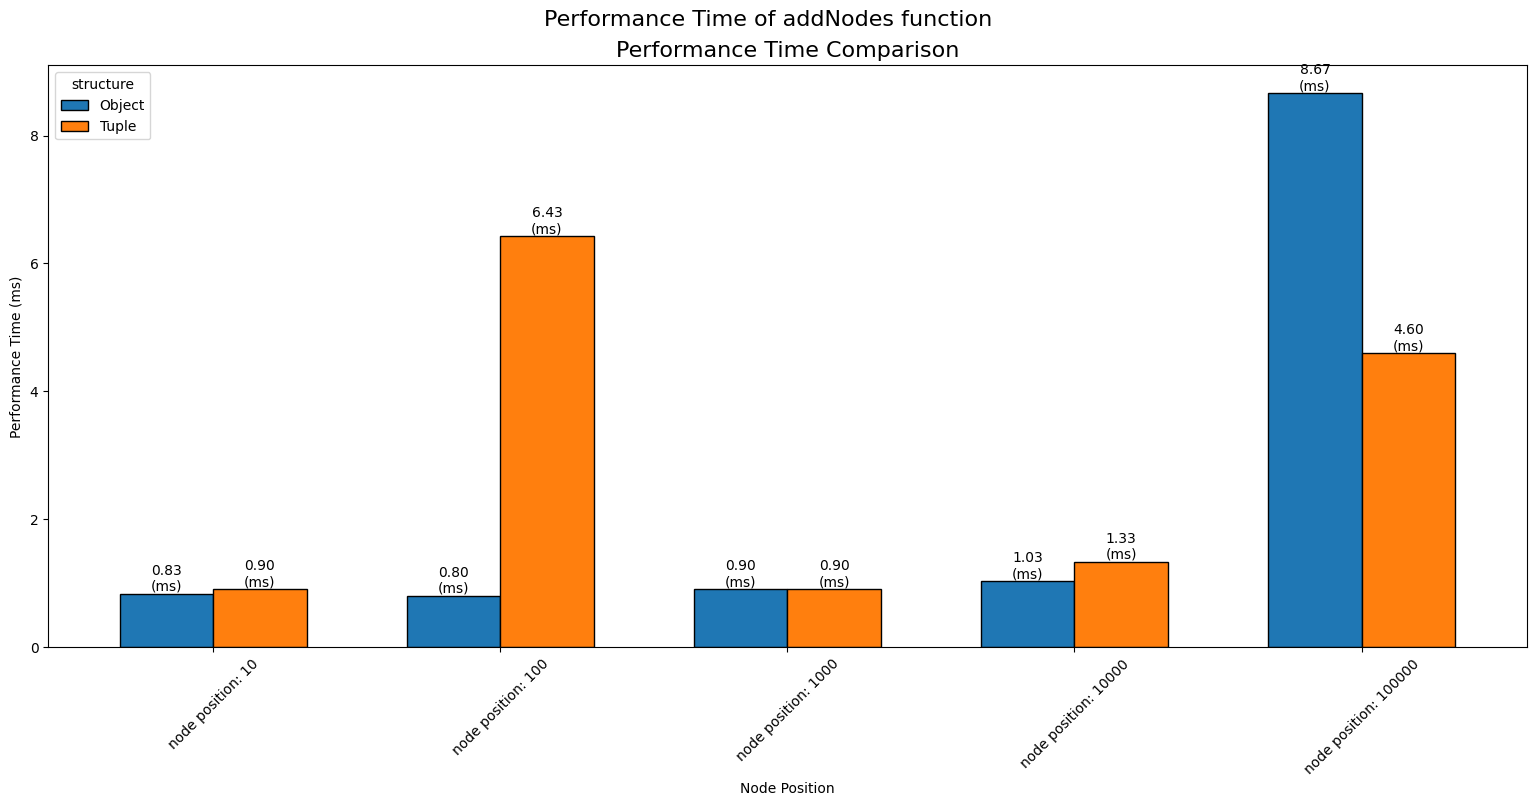 Performance Time of addNodes function
Performance Time Comparison
structure
Object
Tuple
Performance Time (ms)
8
6
4
2
0
0.83
(ms)
0.90
(ms)
0.80
(ms)
6.43
(ms)
0.90
(ms)
0.90
(ms)
1.03
(ms)
1.33
(ms)
8.67
(ms)
4.60
(ms)
node position: 10
node position: 100
node position: 1000
node position: 10000
node position: 100000
Node Position